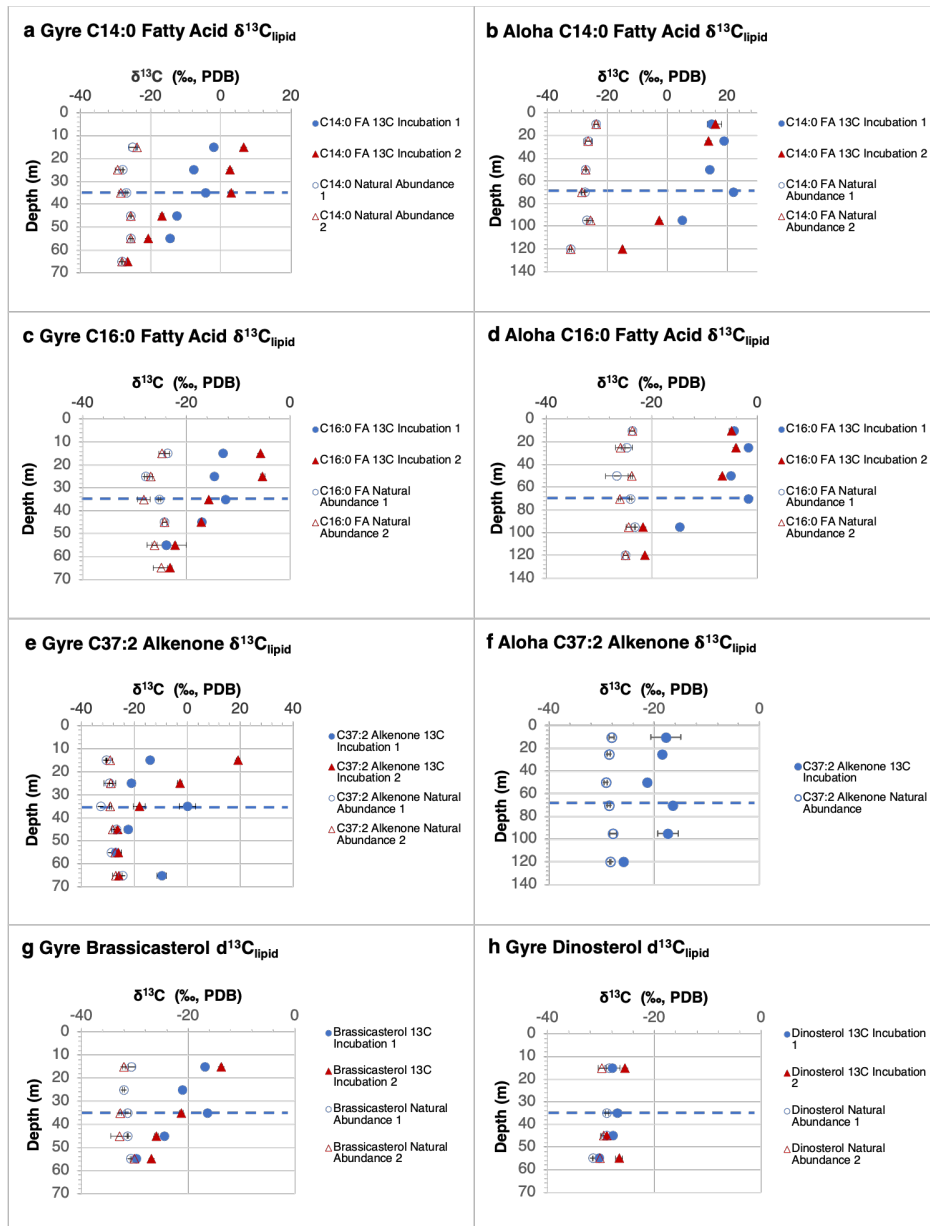 a Gyre C14:0 Fatty Acid δ¹³C_lipid
δ¹³C (‰, PDB)
-40 -20 0 20
0
10
20
30
40
50
60
70
Depth (m)
C14:0 FA 13C Incubation 1
C14:0 FA 13C Incubation 2
C14:0 Natural Abundance
1
C14:0 Natural Abundance
2
b Aloha C14:0 Fatty Acid δ¹³C_lipid
δ¹³C (‰, PDB)
-40 -20 0 20
0
20
40
60
80
100
120
140
Depth (m)
C14:0 FA 13C Incubation 1
C14:0 FA 13C Incubation 2
C14:0 FA Natural
Abundance 1
C14:0 FA Natural
Abundance 2
c Gyre C16:0 Fatty Acid δ¹³C_lipid
δ¹³C (‰, PDB)
-40 -20 0
0
10
20
30
40
50
60
70
Depth (m)
C16:0 FA 13C Incubation 1
C16:0 FA 13C Incubation 2
C16:0 FA Natural
Abundance 1
C16:0 FA Natural
Abundance 2
d Aloha C16:0 Fatty Acid δ¹³C_lipid
δ¹³C (‰, PDB)
-40 -20 0
0
20
40
60
80
100
120
140
Depth (m)
C16:0 FA 13C Incubation 1
C16:0 FA 13C Incubation 2
C16:0 FA Natural
Abundance 1
C16:0 FA Natural
Abundance 2
e Gyre C37:2 Alkenone δ¹³C_lipid
δ¹³C (‰, PDB)
-40 -20 0 20 40
0
10
20
30
40
50
60
70
Depth (m)
C37:2 Alkenone 13C
Incubation 1
C37:2 Alkenone 13C
Incubation 2
C37:2 Alkenone Natural
Abundance 1
C37:2 Alkenone Natural
Abundance 2
f Aloha C37:2 Alkenone δ¹³C_lipid
δ¹³C (‰, PDB)
-40 -20 0
0
20
40
60
80
100
120
140
Depth (m)
C37:2 Alkenone 13C
Incubation
C37:2 Alkenone Natural
Abundance
g Gyre Brassicasterol d¹³C_lipid
δ¹³C (‰, PDB)
-40 -20 0
0
10
20
30
40
50
60
70
Depth (m)
Brassicasterol 13C
Incubation 1
Brassicasterol 13C
Incubation 2
Brassicasterol Natural
Abundance 1
Brassicasterol Natural
Abundance 2
h Gyre Dinosterol d¹³C_lipid
δ¹³C (‰, PDB)
-40 -20 0
0
10
20
30
40
50
60
70
Depth (m)
Dinosterol 13C Incubation
1
Dinosterol 13C Incubation
2
Dinosterol Natural
Abundance 1
Dinosterol Natural
Abundance 2